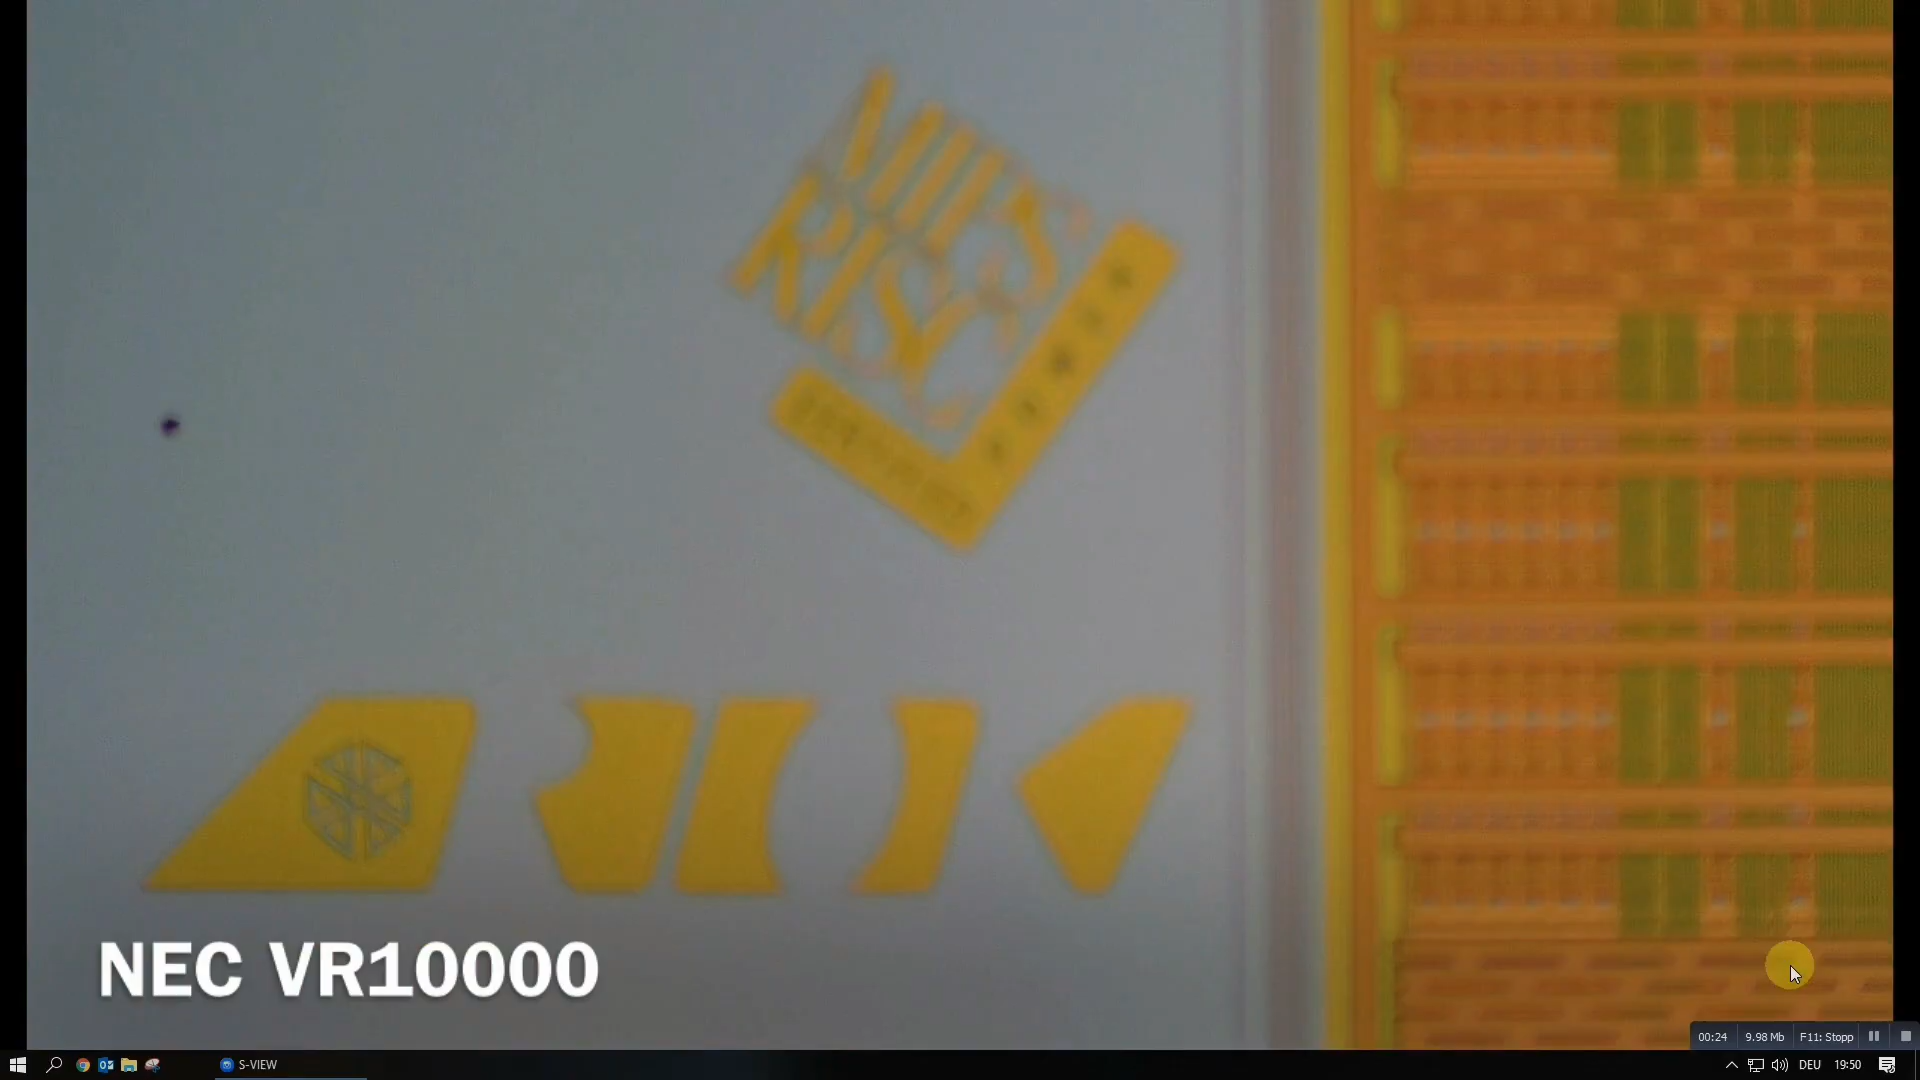 MIPS
RISC
NEC VR10000
00:24 9.98 Mb F11: Stopp
S-VIEW DEU 19:50